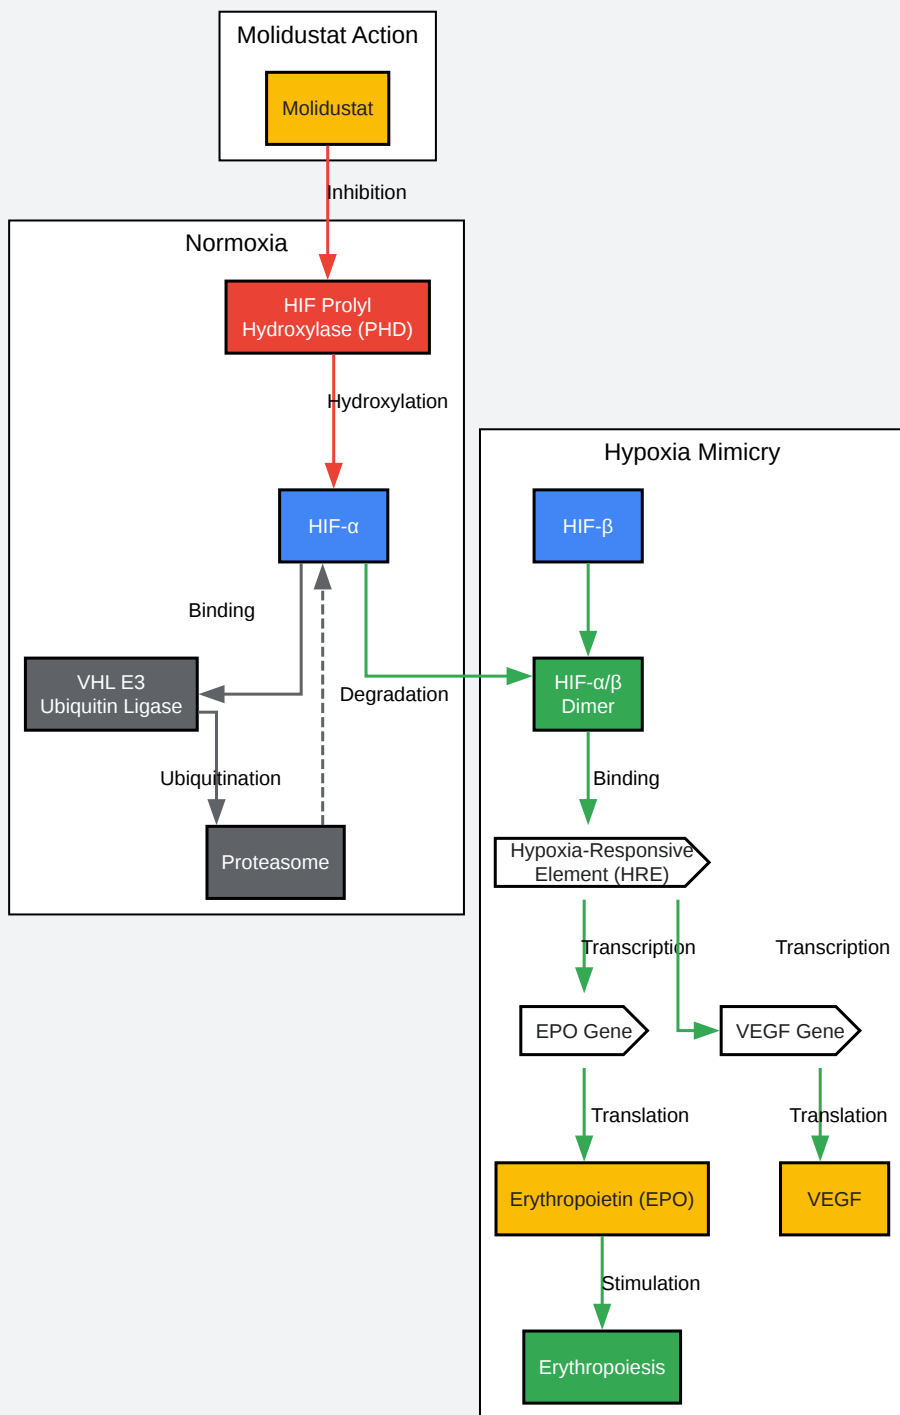 Molidustat Action
Molidustat
Inhibition
Normoxia
HIF Prolyl
Hydroxylase (PHD)
Hydroxylation
Hypoxia Mimicry
HIF-α
HIF-β
Binding
VHL E3
Ubiquitin Ligase
Degradation
HIF-α/β
Dimer
Ubiquitination
Binding
Proteasome
Hypoxia-Responsive
Element (HRE)
Transcription
Transcription
EPO Gene
VEGF Gene
Translation
Translation
Erythropoietin (EPO)
VEGF
Stimulation
Erythropoiesis